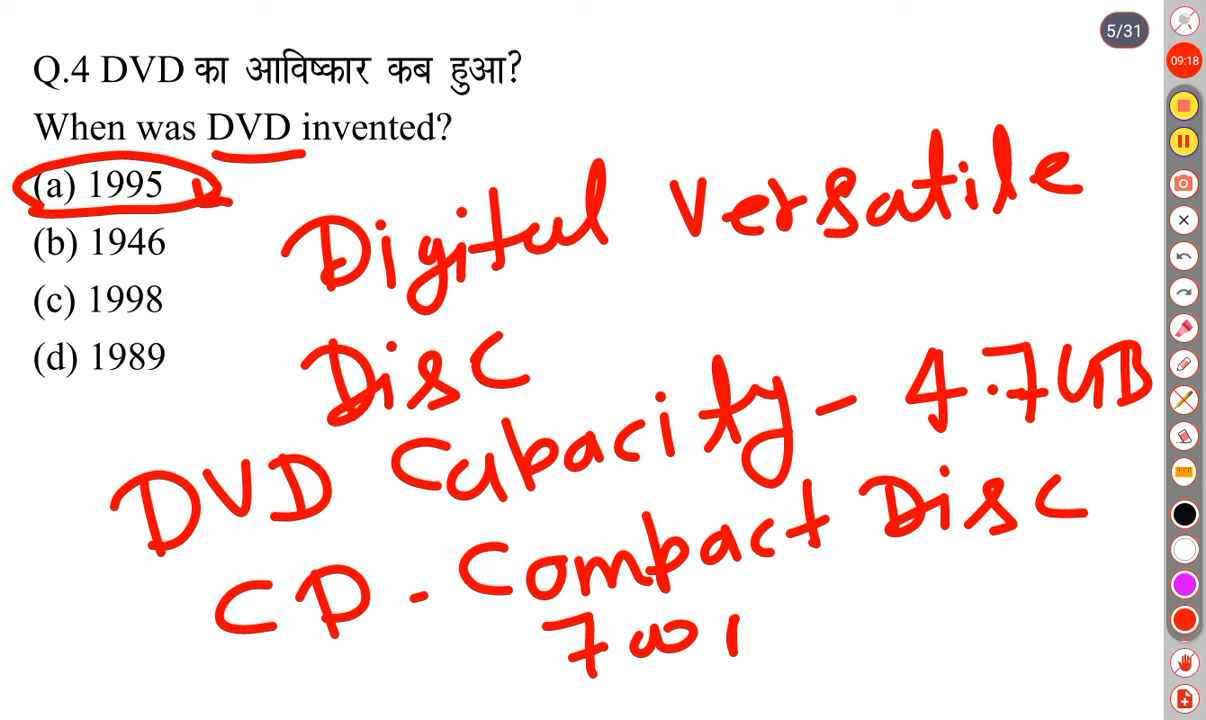 5/31
09:18
Q.4 DVD का आविष्कार कब हुआ?
When was DVD invented?
(a) 1995
(b) 1946
(c) 1998
(d) 1989
Digital Versatile
Disc
DVD Capacity - 4.7GB
CD - Compact Disc
700